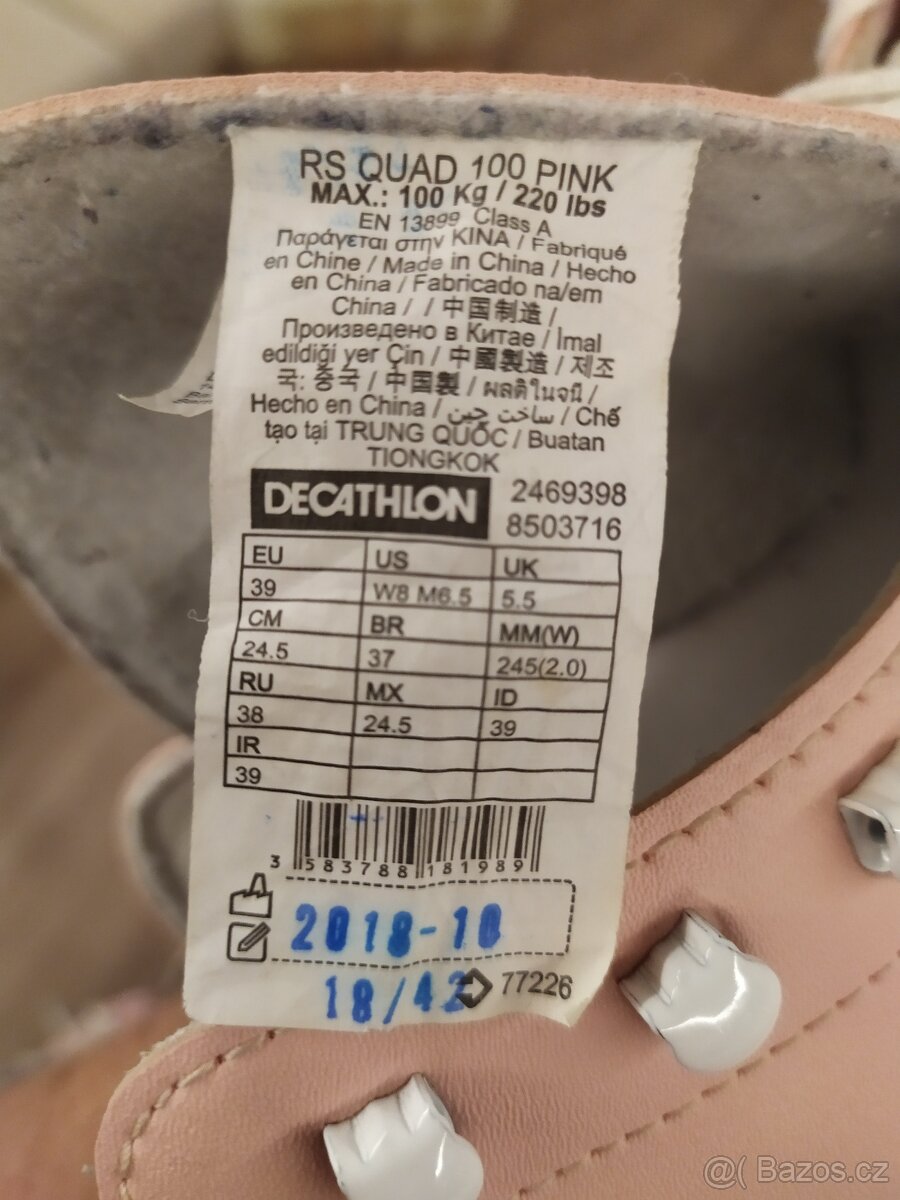 RS QUAD 100 PINK
MAX.: 100 Kg / 220 lbs
EN 13899 Class A
Παράγεται στην ΚΙΝΑ / Fabriqué
en Chine / Made in China / Hecho
en China / Fabricado na/em
China / / 中国制造 /
Произведено в Китае / İmal
edildiği yer Çin / 中國製造 / 제조
국: 중국 / 中国製 / ผลิตในจีน /
Hecho en China / ساخت چین / Chế
tạo tại TRUNG QUỐC / Buatan
TIONGKOK
DECATHLON 2469398
8503716
EU US UK
39 W8 M6.5 5.5
CM BR MM(W)
24.5 37 245(2.0)
RU MX ID
38 24.5 39
IR
39
3 583788 181989
2018-10
18/42 77226
@( Bazos.cz